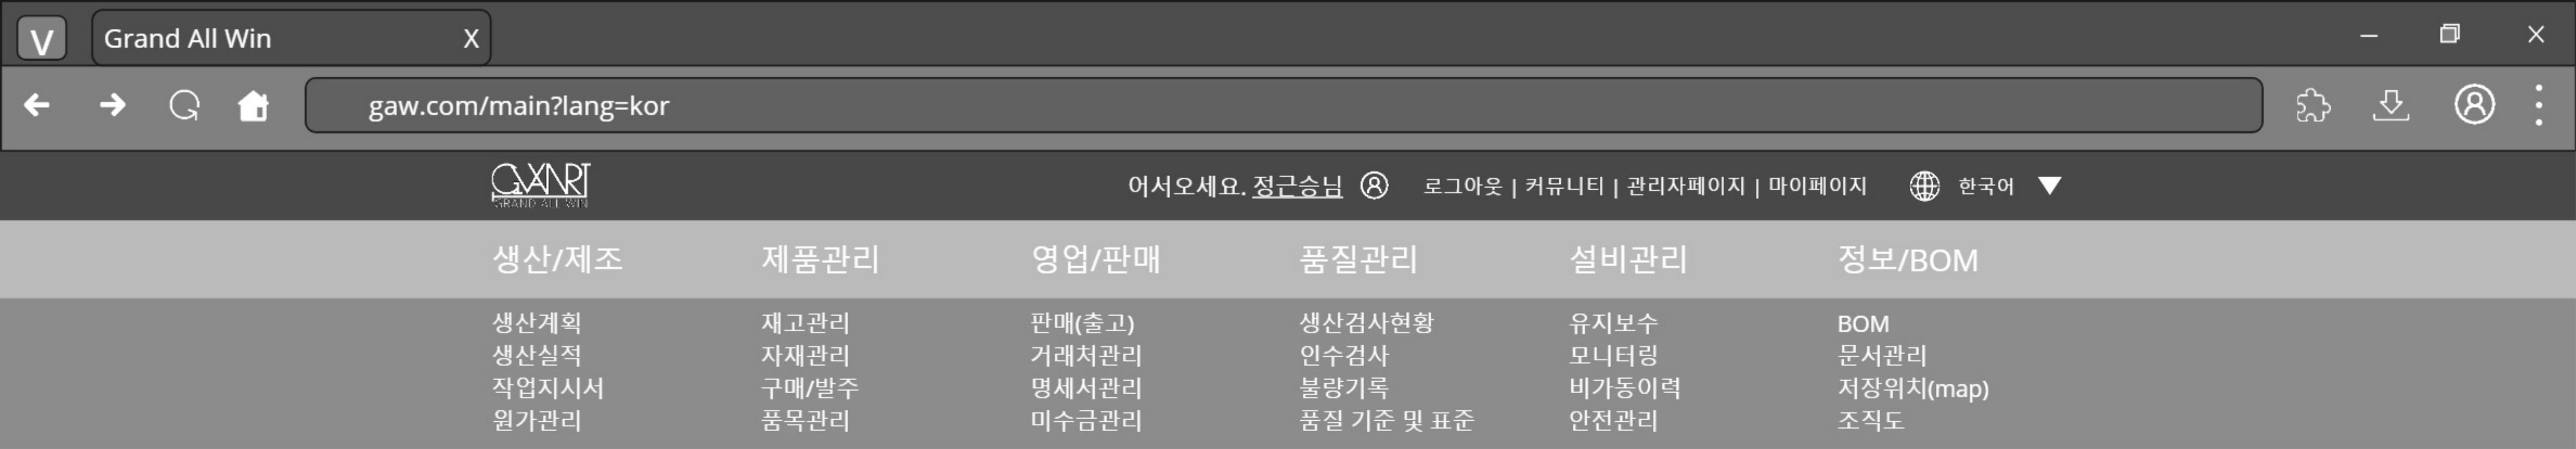 V
Grand All Win X
gaw.com/main?lang=kor
GRAND ALL WIN
어서오세요. 정근승님 로그아웃 | 커뮤니티 | 관리자페이지 | 마이페이지 한국어
생산/제조 제품관리 영업/판매 품질관리 설비관리 정보/BOM
생산계획 재고관리 판매(출고) 생산검사현황 유지보수 BOM
생산실적 자재관리 거래처관리 인수검사 모니터링 문서관리
작업지시서 구매/발주 명세서관리 불량기록 비가동이력 저장위치(map)
원가관리 품목관리 미수금관리 품질 기준 및 표준 안전관리 조직도